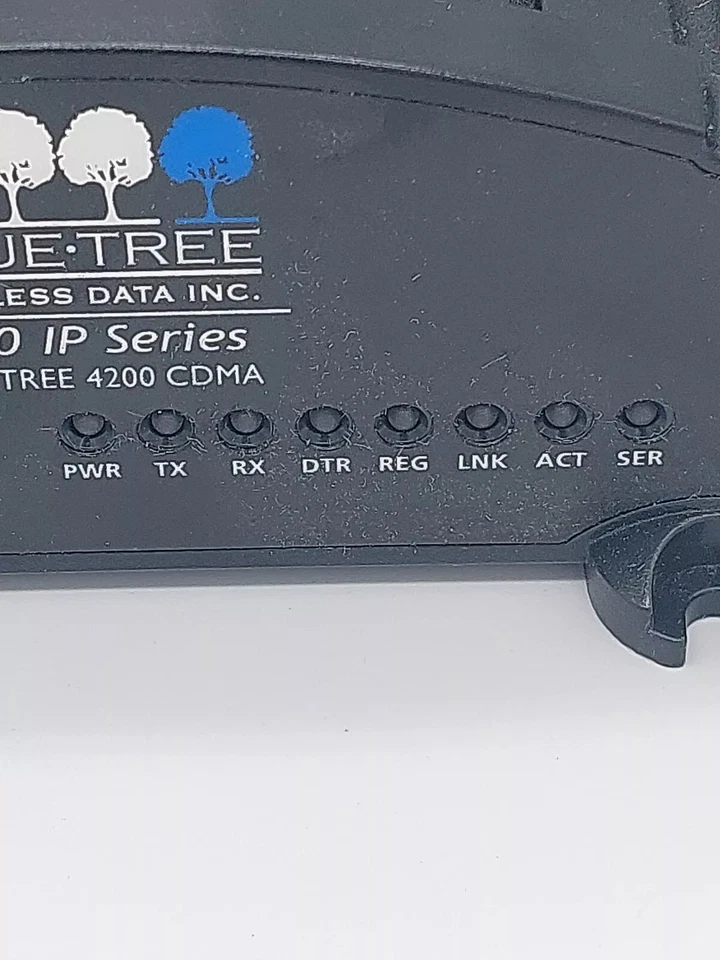 UE·TREE
LESS DATA INC.
0 IP Series
TREE 4200 CDMA
PWR TX RX DTR REG LNK ACT SER